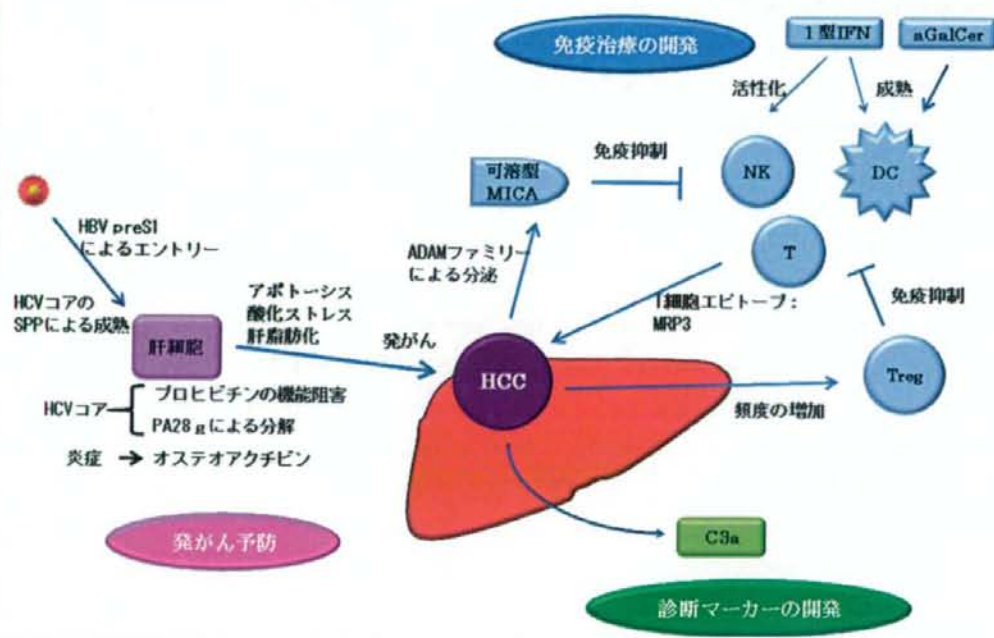 免疫治療の開発
1型IFN
aGalCer
活性化
成熟
NK
DC
可溶型
MICA
免疫抑制
HBV preS1
によるエントリー
ADAMファミリー
による分泌
T
HCVコアの
SPPによる成熟
アポトーシス
酸化ストレス
肝脂肪化
T細胞エピトープ：
MRP3
免疫抑制
肝細胞
発がん
HCC
Treg
頻度の増加
HCVコア
プロヒビチンの機能阻害
PA28gによる分解
炎症 → オステオアクチビン
発がん予防
C3a
診断マーカーの開発